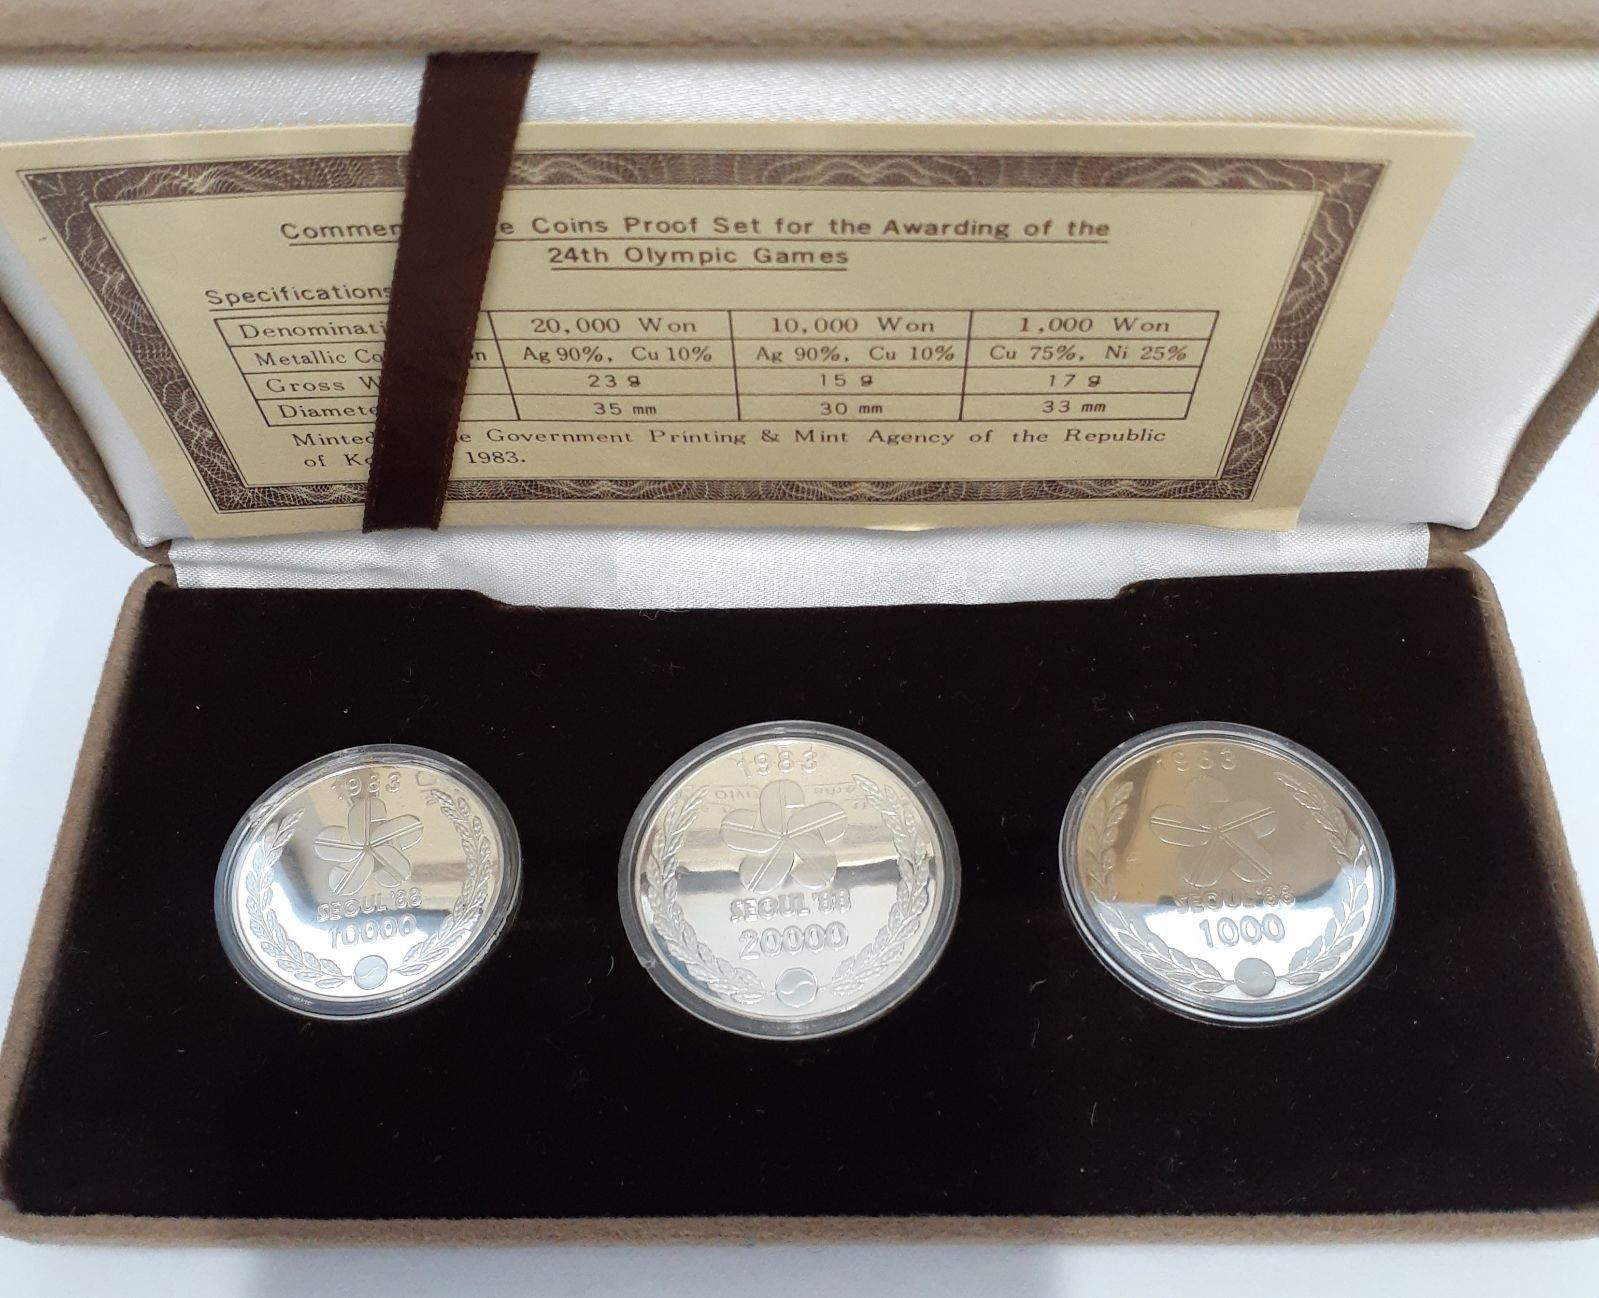 Commen e Coins Proof Set for the Awarding of the
24th Olympic Games
Specifications
Denominati 20,000 Won 10,000 Won 1,000 Won
Metallic Co n Ag 90%, Cu 10% Ag 90%, Cu 10% Cu 75%, Ni 25%
Gross W 23 g 15 g 17 g
Diamete 35 mm 30 mm 33 mm
Minted e Government Printing & Mint Agency of the Republic
of Ko 1983.
1983
SEOUL'88
10000
1983
SEOUL'88
20000
1983
SEOUL'88
1000